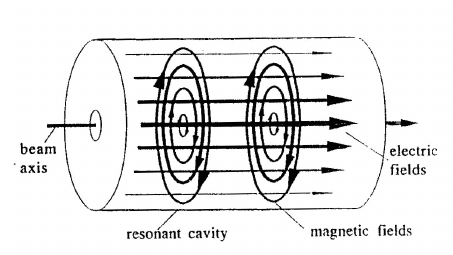 beam
axis
electric
fields
resonant cavity
magnetic fields